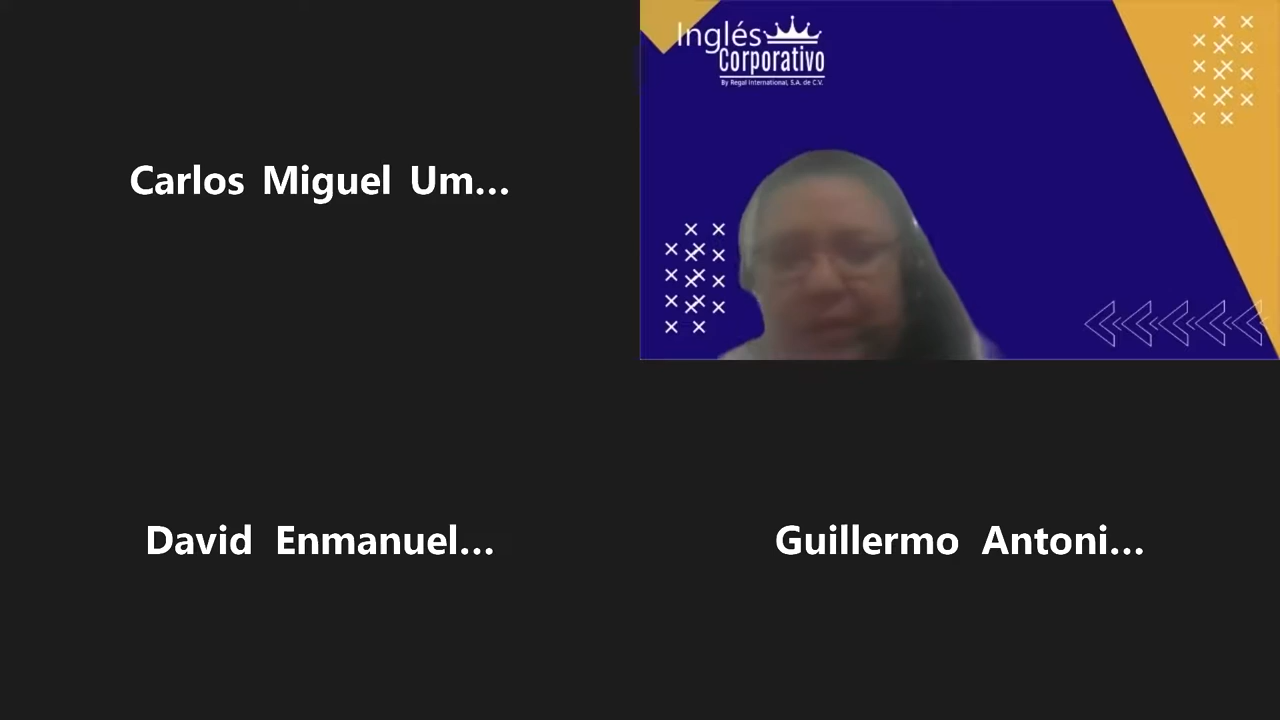 Carlos Miguel Um...
Inglés
Corporativo
By Regal International, S.A. de C.V.
David Enmanuel...
Guillermo Antoni...